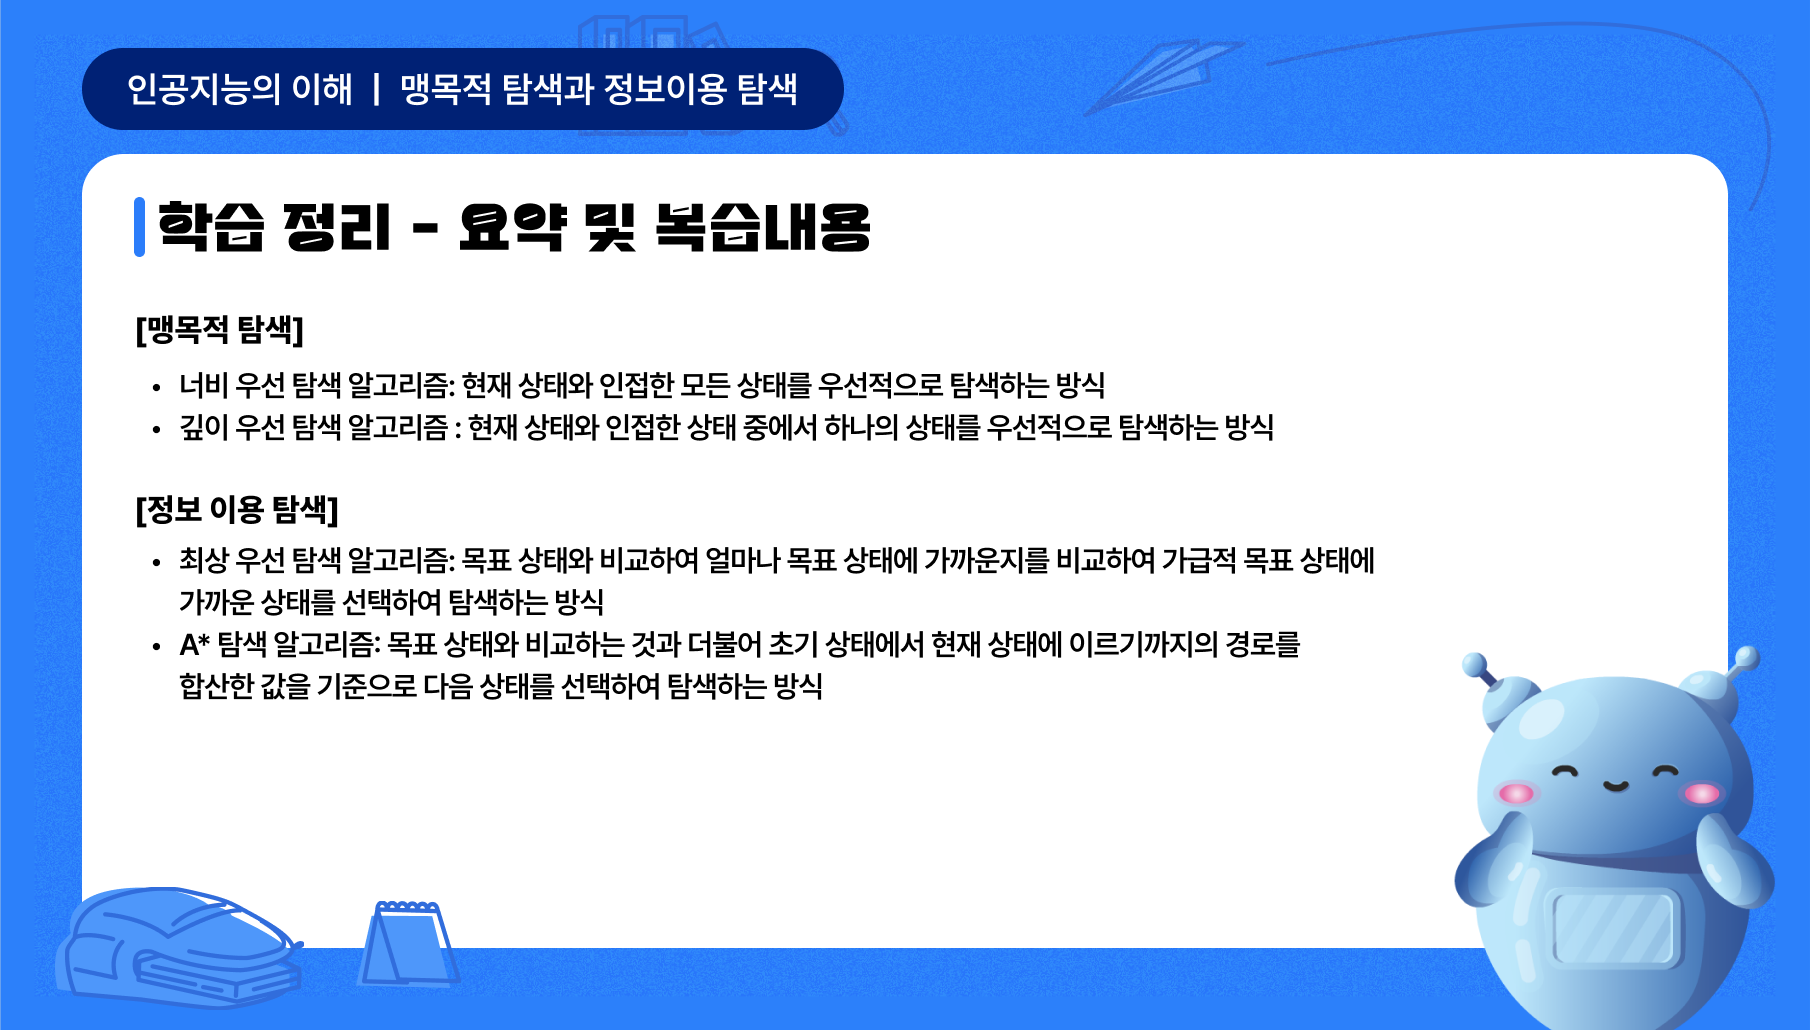 인공지능의 이해 | 맹목적 탐색과 정보이용 탐색
학습 정리 - 요약 및 복습내용
[맹목적 탐색]
• 너비 우선 탐색 알고리즘: 현재 상태와 인접한 모든 상태를 우선적으로 탐색하는 방식
• 깊이 우선 탐색 알고리즘 : 현재 상태와 인접한 상태 중에서 하나의 상태를 우선적으로 탐색하는 방식
[정보 이용 탐색]
• 최상 우선 탐색 알고리즘: 목표 상태와 비교하여 얼마나 목표 상태에 가까운지를 비교하여 가급적 목표 상태에
가까운 상태를 선택하여 탐색하는 방식
• A* 탐색 알고리즘: 목표 상태와 비교하는 것과 더불어 초기 상태에서 현재 상태에 이르기까지의 경로를
합산한 값을 기준으로 다음 상태를 선택하여 탐색하는 방식